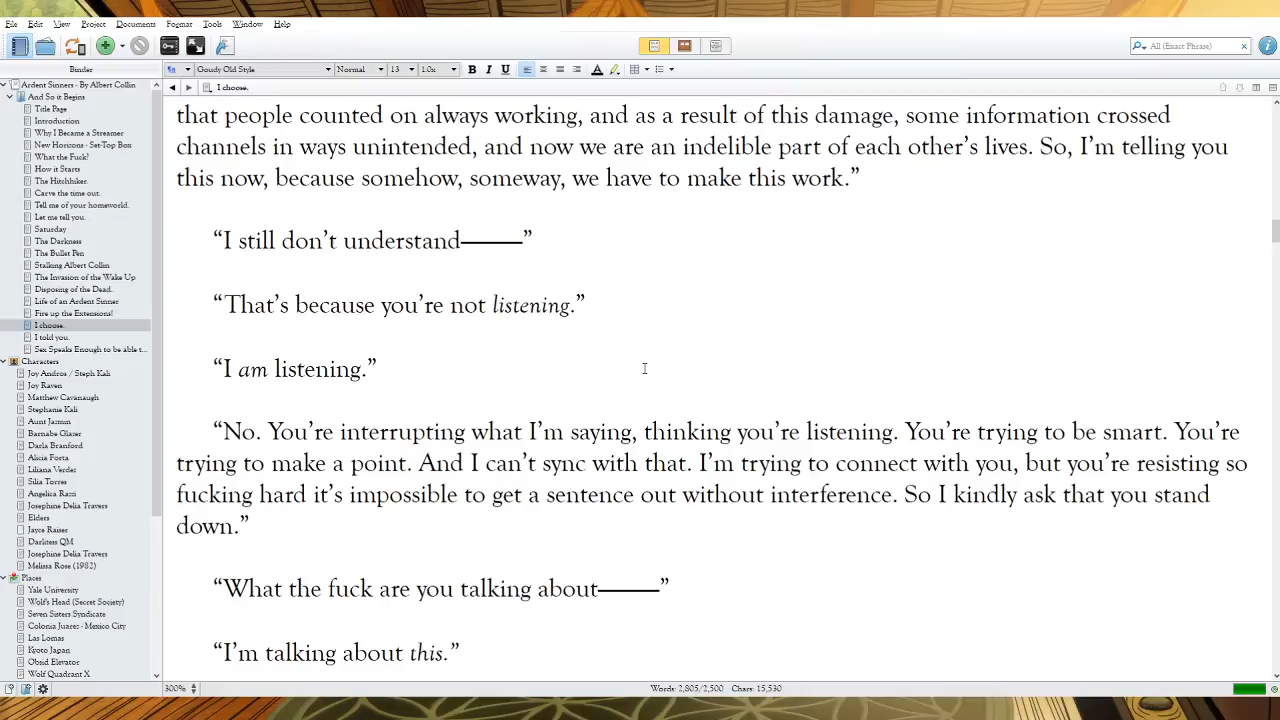 File Edit View Project Documents Format Tools Window Help
All (Exact Phrase)
Binder Goudy Old Style Normal 13 1.0x B I U
I choose.
Ardent Sinners - By Albert Collin
And So it Begins
Title Page
Introduction
Why I Became a Streamer
New Horizons - Set-Top Box
What the Fuck?
How it Starts
The Hitchhiker.
Carve the time out.
Tell me of your homeworld.
Let me tell you.
Saturday
The Darkness
The Bullet Pen
Stalking Albert Collin
The Invasion of the Wake Up
Disposing of the Dead.
Life of an Ardent Sinner
Fire up the Extensions!
I choose.
I told you.
Sex Speaks Enough to be able t...
Characters
Joy Andros / Steph Kali
Joy Raven
Matthew Cavanaugh
Stephanie Kali
Aunt Jazmin
Barnabe Glazer
Darla Branford
Alicia Forta
Liliana Verdez
Silia Torres
Angelica Razri
Josephine Delia Travers
Elders
Jayce Raiser
Darlitess QM
Josephine Delia Travers
Melissa Rose (1982)
Places
Yale University
Wolf's Head (Secret Society)
Seven Sisters Syndicate
Colonia Juarez - Mexico City
Las Lomas
Kyoto Japan
Obsid Elevator
Wolf Quadrant X
that people counted on always working, and as a result of this damage, some information crossed
channels in ways unintended, and now we are an indelible part of each other’s lives. So, I’m telling you
this now, because somehow, someway, we have to make this work.”
“I still don’t understand———”
“That’s because you’re not listening.”
“I am listening.”
“No. You’re interrupting what I’m saying, thinking you’re listening. You’re trying to be smart. You’re
trying to make a point. And I can’t sync with that. I’m trying to connect with you, but you’re resisting so
fucking hard it’s impossible to get a sentence out without interference. So I kindly ask that you stand
down.”
“What the fuck are you talking about———”
“I’m talking about this.”
300% Words: 2,805/2,500 Chars: 15,530